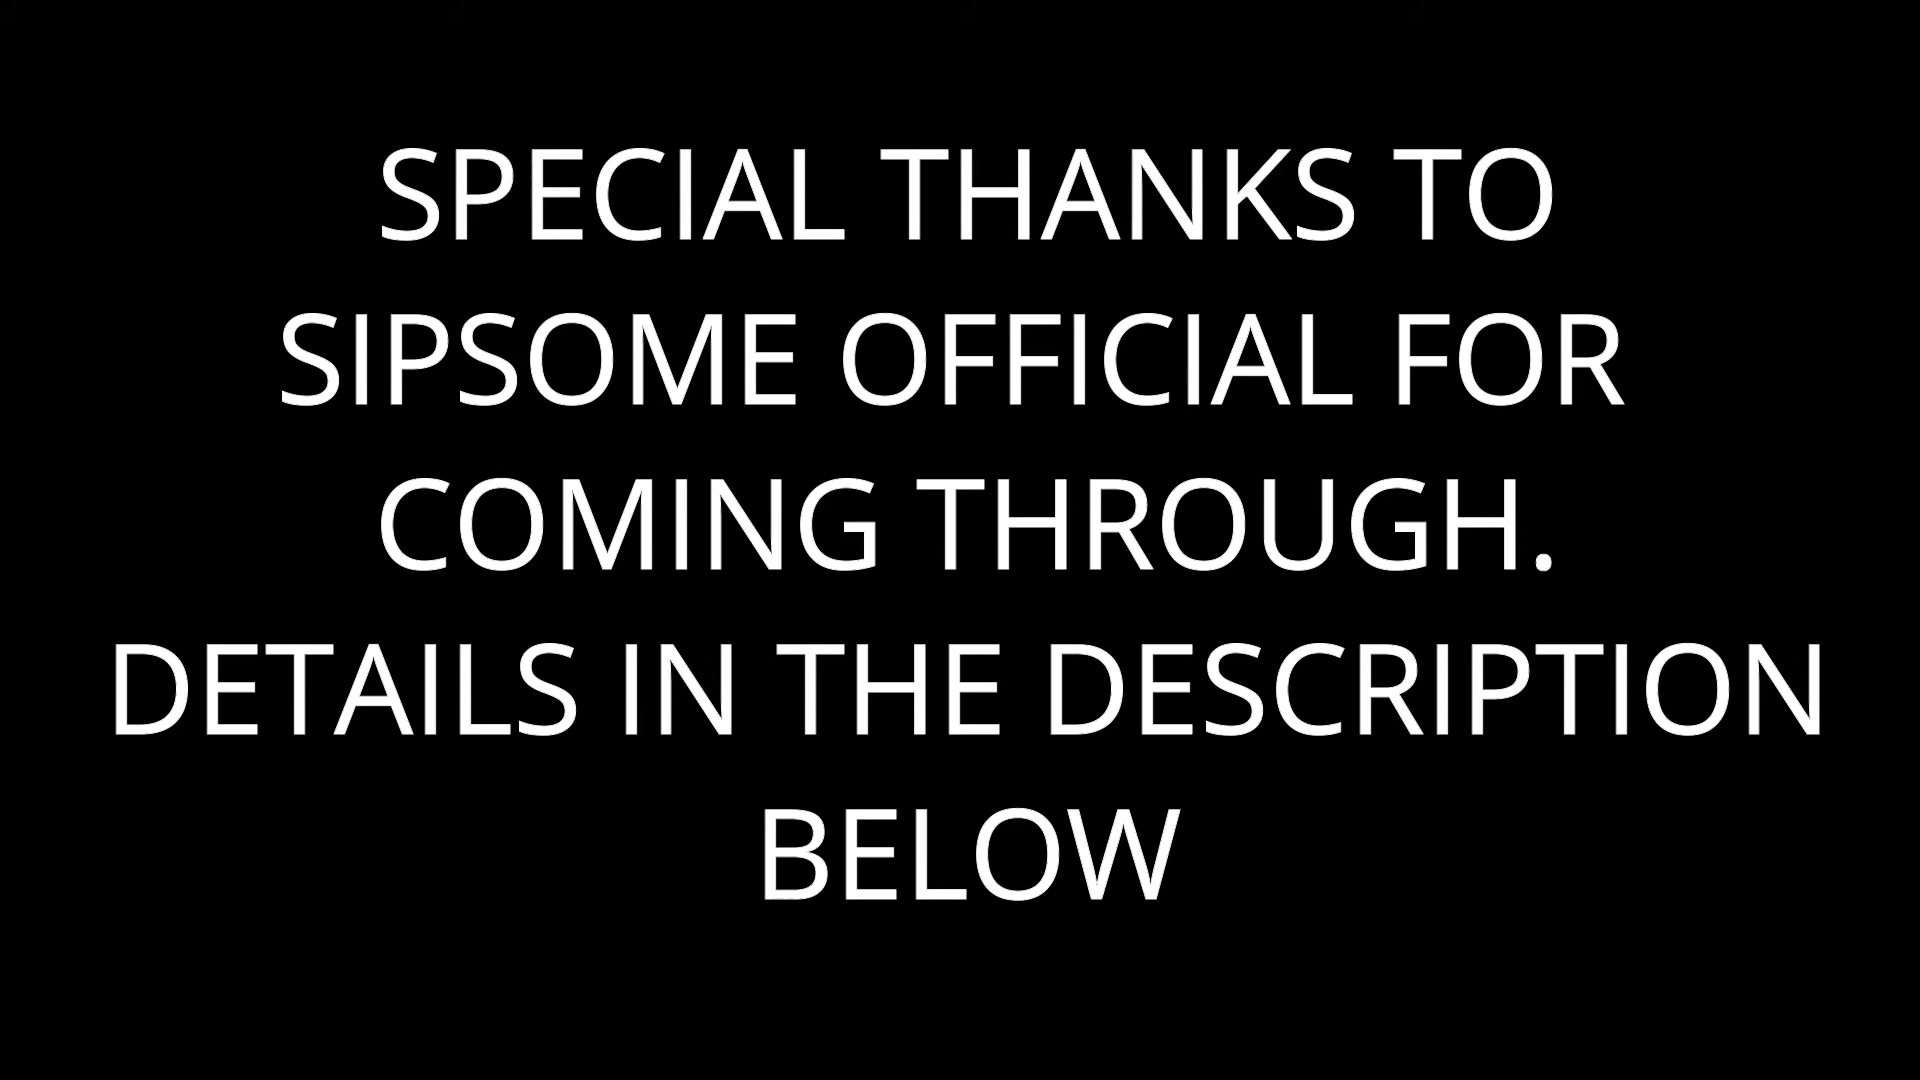 SPECIAL THANKS TO
SIPSOME OFFICIAL FOR
COMING THROUGH.
DETAILS IN THE DESCRIPTION
BELOW